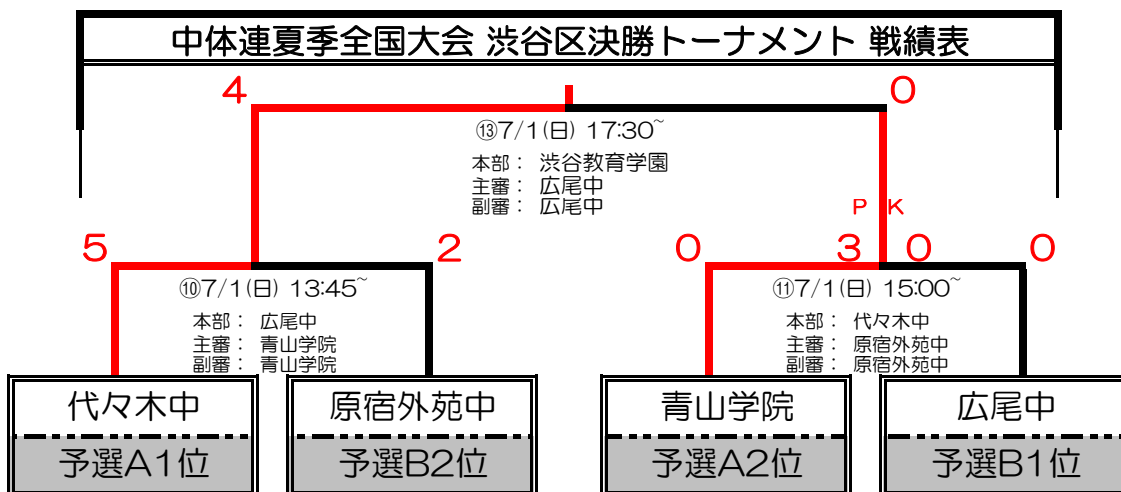 中体連夏季全国大会 渋谷区決勝トーナメント 戦績表
4 0
⑬7/1(日) 17:30~
本部： 渋谷教育学園
主審： 広尾中
副審： 広尾中
P K
5 2 0 3 0 0
⑩7/1(日) 13:45~
本部： 広尾中
主審： 青山学院
副審： 青山学院
⑪7/1(日) 15:00~
本部： 代々木中
主審： 原宿外苑中
副審： 原宿外苑中
代々木中 原宿外苑中 青山学院 広尾中
予選A1位 予選B2位 予選A2位 予選B1位